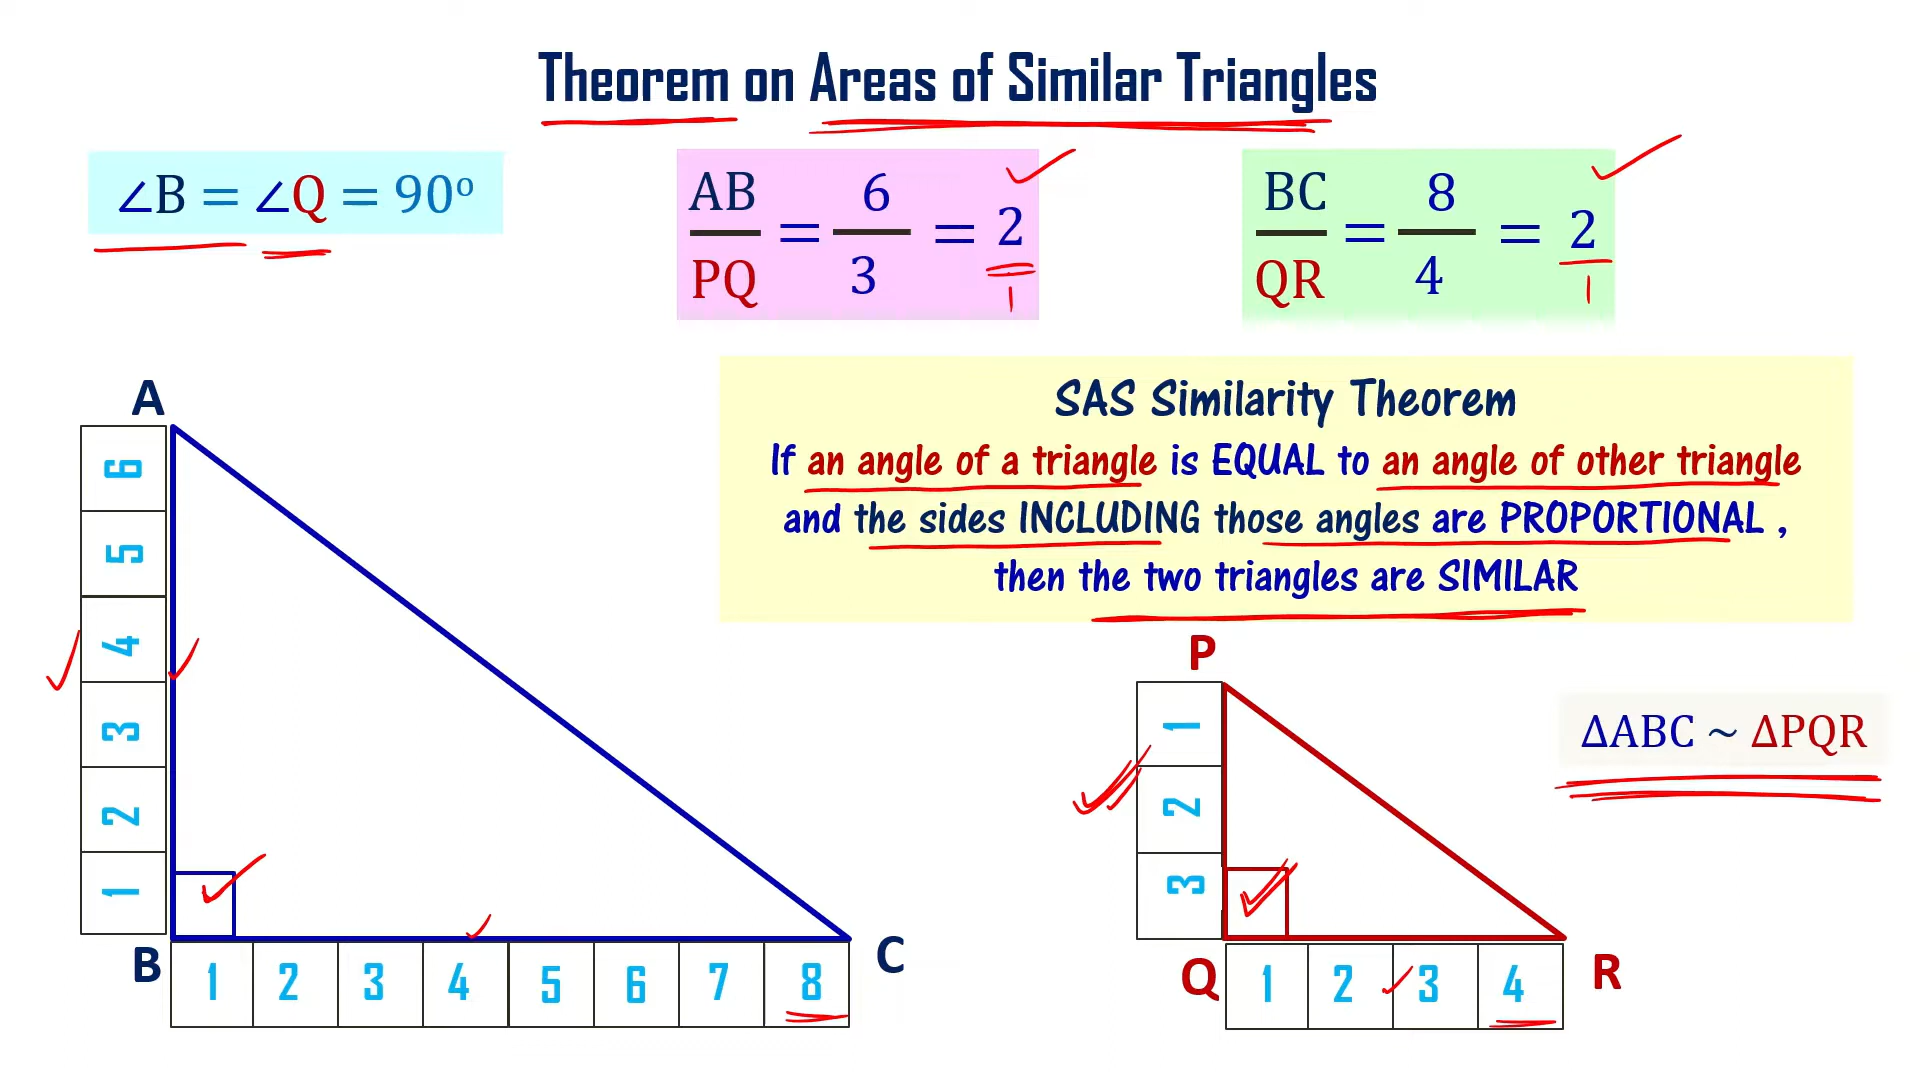 Theorem on Areas of Similar Triangles
∠B = ∠Q = 90º
AB/PQ = 6/3 = 2/1
BC/QR = 8/4 = 2/1
SAS Similarity Theorem
If an angle of a triangle is EQUAL to an angle of other triangle
and the sides INCLUDING those angles are PROPORTIONAL ,
then the two triangles are SIMILAR
A
6
5
4
3
2
1
B
1 2 3 4 5 6 7 8
C
P
1
2
3
Q
1 2 3 4
R
∆ABC ~ ∆PQR